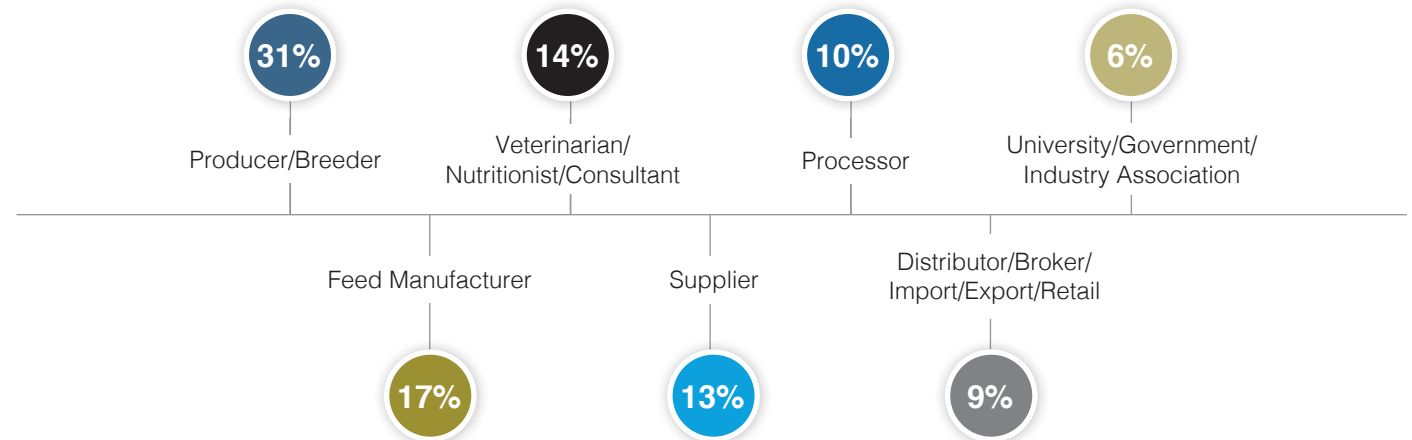 31%
14%
10%
6%
Producer/Breeder
Veterinarian/
Nutritionist/Consultant
Processor
University/Government/
Industry Association
Feed Manufacturer
Supplier
Distributor/Broker/
Import/Export/Retail
17%
13%
9%